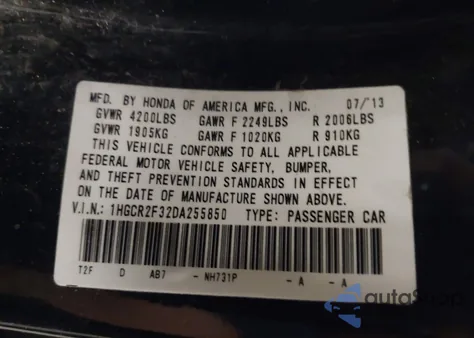 MFD. BY HONDA OF AMERICA MFG., INC. 07/'13
GVWR 4200LBS GAWR F 2249LBS R 2006LBS
GVWR 1905KG GAWR F 1020KG R 910KG
THIS VEHICLE CONFORMS TO ALL APPLICABLE
FEDERAL MOTOR VEHICLE SAFETY, BUMPER,
AND THEFT PREVENTION STANDARDS IN EFFECT
ON THE DATE OF MANUFACTURE SHOWN ABOVE.
V.I.N.: 1HGCR2F32DA255850 TYPE: PASSENGER CAR
T2F D AB7 - NH731P - A - A
autoShop